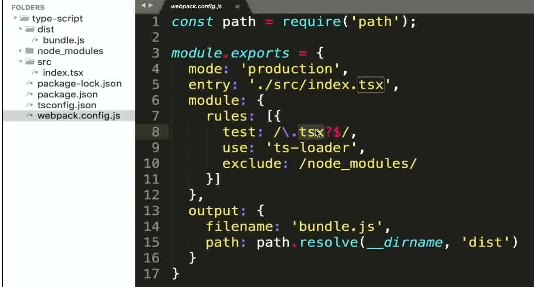 FOLDERS
type-script
dist
bundle.js
node_modules
src
index.tsx
package-lock.json
package.json
tsconfig.json
webpack.config.js
webpack.config.js
1 const path = require('path');
2
3 module.exports = {
4 mode: 'production',
5 entry: './src/index.tsx',
6 module: {
7 rules: [{
8 test: /\.tsx?$/,
9 use: 'ts-loader',
10 exclude: /node_modules/
11 }]
12 },
13 output: {
14 filename: 'bundle.js',
15 path: path.resolve(__dirname, 'dist')
16 }
17 }